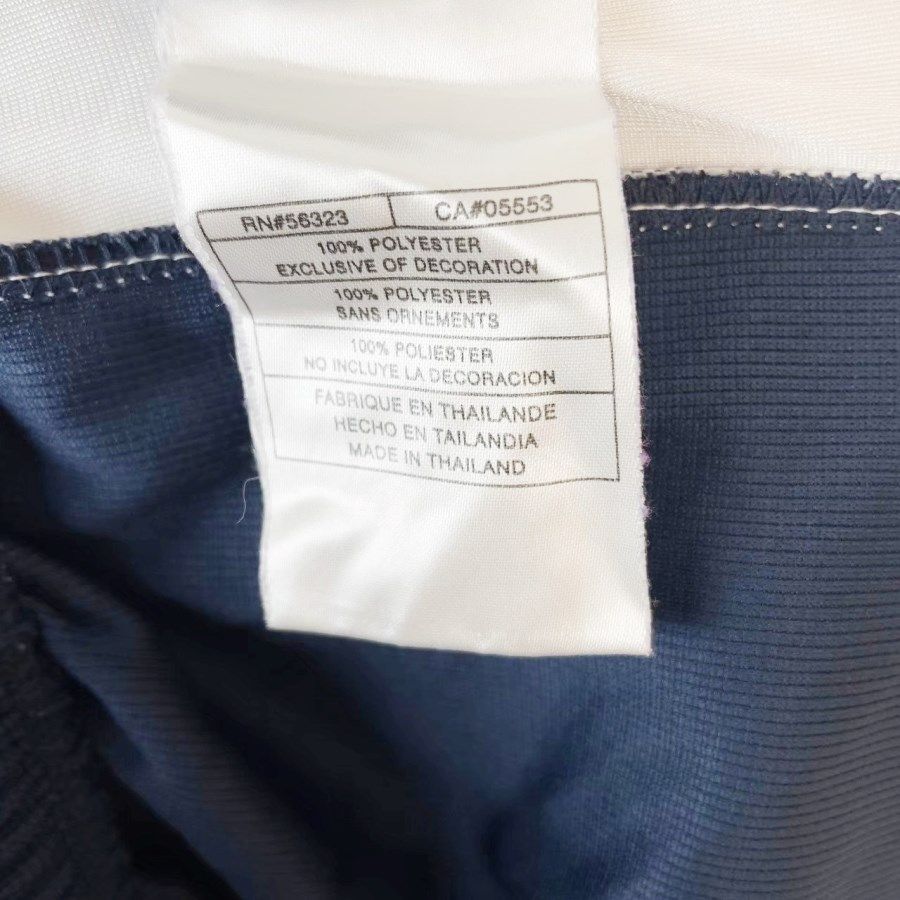 RN#56323 CA#05553
100% POLYESTER
EXCLUSIVE OF DECORATION
100% POLYESTER
SANS ORNEMENTS
100% POLIESTER
NO INCLUYE LA DECORACION
FABRIQUE EN THAILANDE
HECHO EN TAILANDIA
MADE IN THAILAND